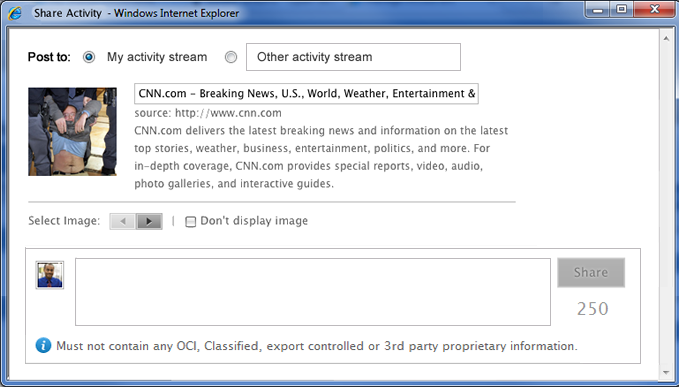 Share Activity - Windows Internet Explorer
Post to: My activity stream Other activity stream
CNN.com - Breaking News, U.S., World, Weather, Entertainment &
source: http://www.cnn.com
CNN.com delivers the latest breaking news and information on the latest
top stories, weather, business, entertainment, politics, and more. For
in-depth coverage, CNN.com provides special reports, video, audio,
photo galleries, and interactive guides.
Select Image: | Don't display image
Share
250
Must not contain any OCI, Classified, export controlled or 3rd party proprietary information.